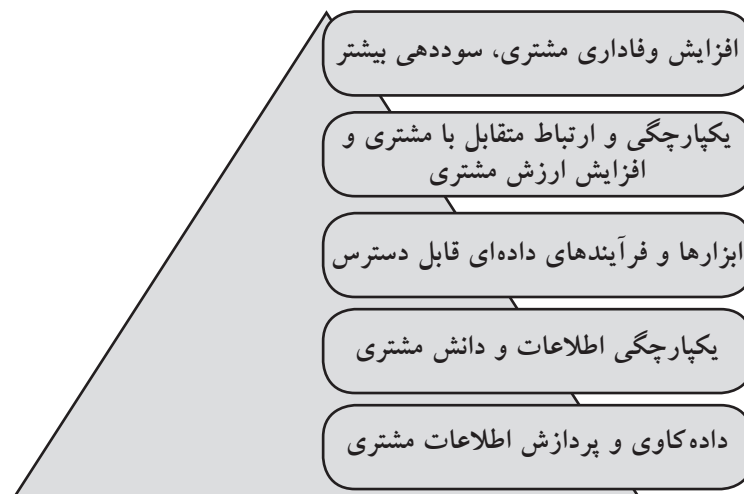 افزایش وفاداری مشتری، سوددهی بیشتر
یکپارچگی و ارتباط متقابل با مشتری و
افزایش ارزش مشتری
ابزارها و فرآیندهای داده‌ای قابل دسترس
یکپارچگی اطلاعات و دانش مشتری
داده‌کاوی و پردازش اطلاعات مشتری